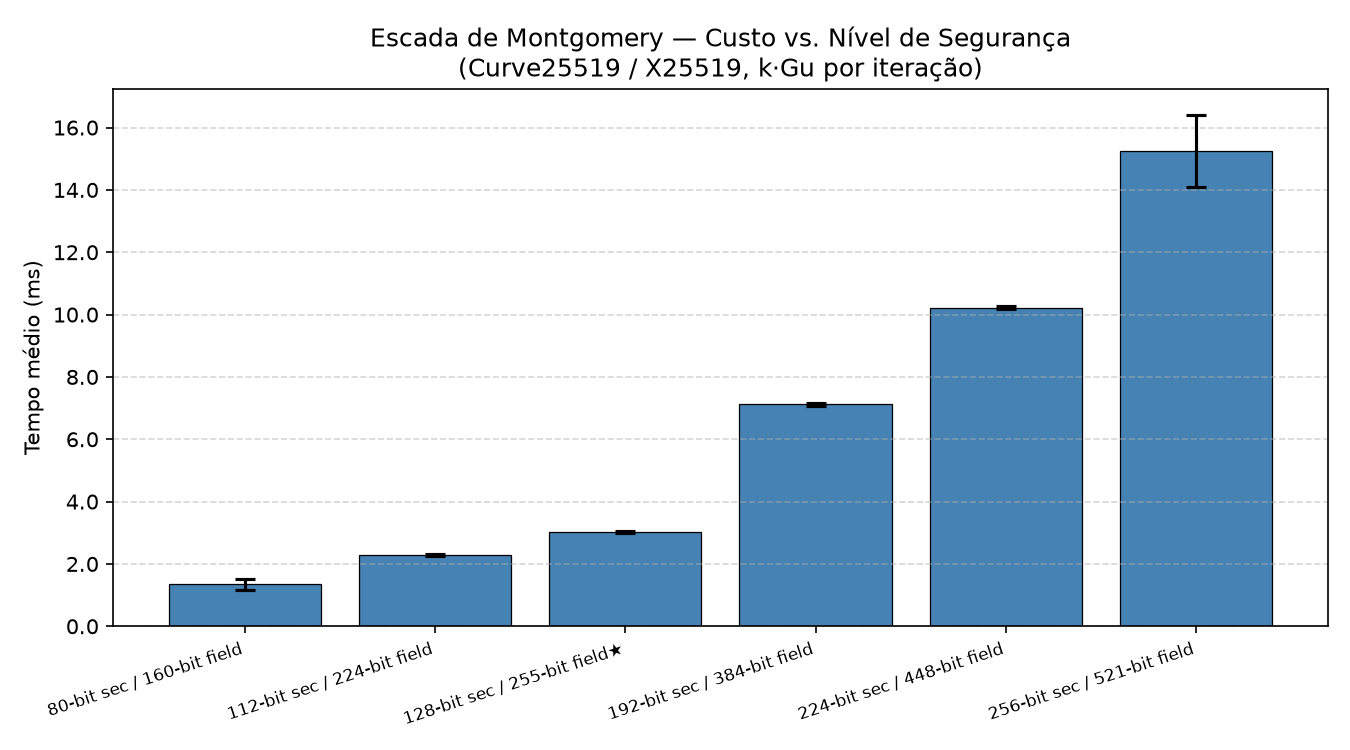 Escada de Montgomery — Custo vs. Nível de Segurança
(Curve25519 / X25519, k·Gu por iteração)
Tempo médio (ms)
16.0
14.0
12.0
10.0
8.0
6.0
4.0
2.0
0.0
80-bit sec / 160-bit field
112-bit sec / 224-bit field
128-bit sec / 255-bit field★
192-bit sec / 384-bit field
224-bit sec / 448-bit field
256-bit sec / 521-bit field